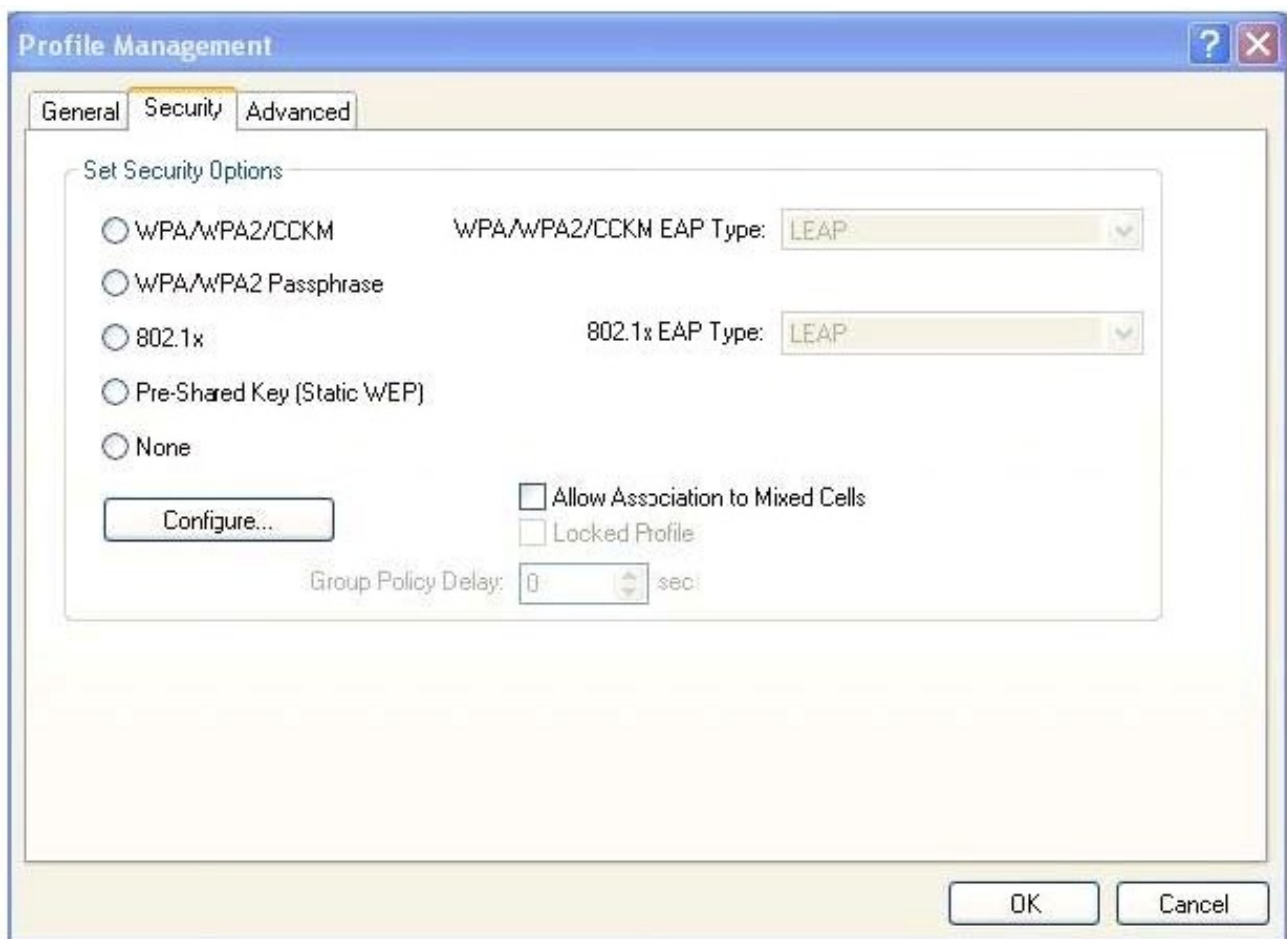 Profile Management
General Security Advanced
Set Security Options
WPA/WPA2/CCKM WPA/WPA2/CCKM EAP Type: LEAP
WPA/WPA2 Passphrase
802.1x 802.1x EAP Type: LEAP
Pre-Shared Key (Static WEP)
None
Allow Association to Mixed Cells
Configure...
Locked Profile
Group Policy Delay: 0 sec
OK Cancel